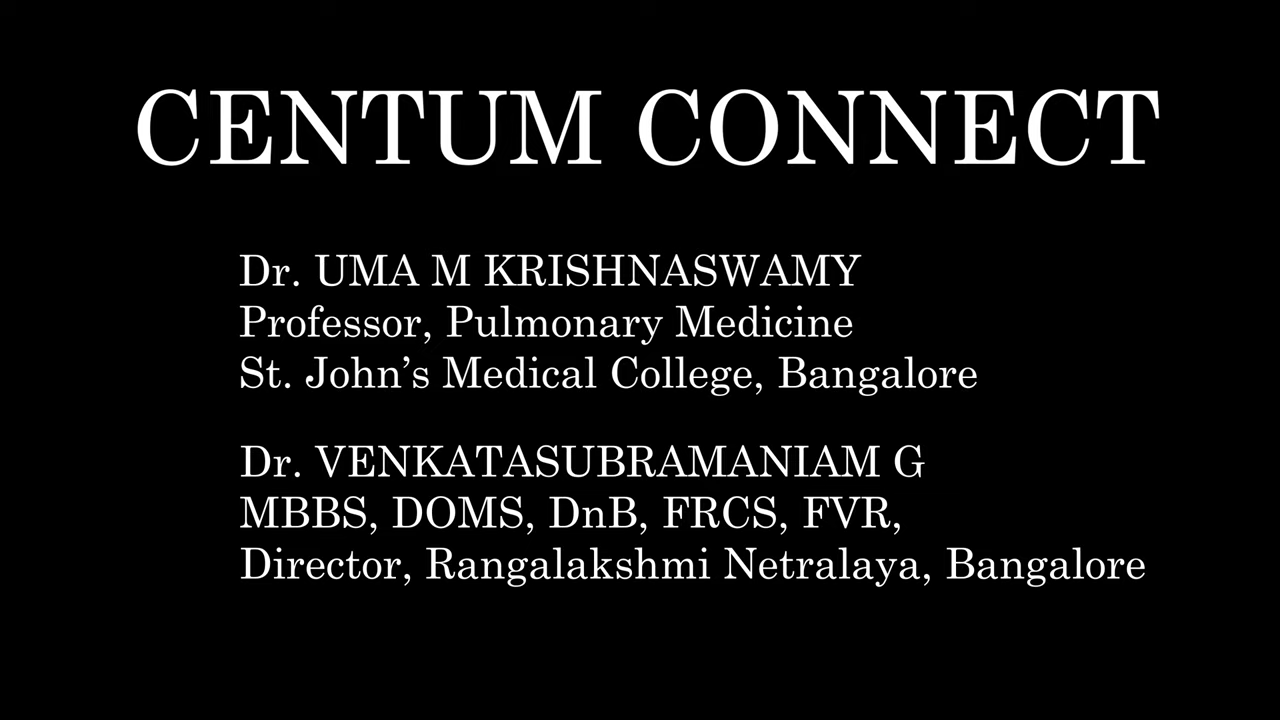 CENTUM CONNECT
Dr. UMA M KRISHNASWAMY
Professor, Pulmonary Medicine
St. John’s Medical College, Bangalore
Dr. VENKATASUBRAMANIAM G
MBBS, DOMS, DnB, FRCS, FVR,
Director, Rangalakshmi Netralaya, Bangalore